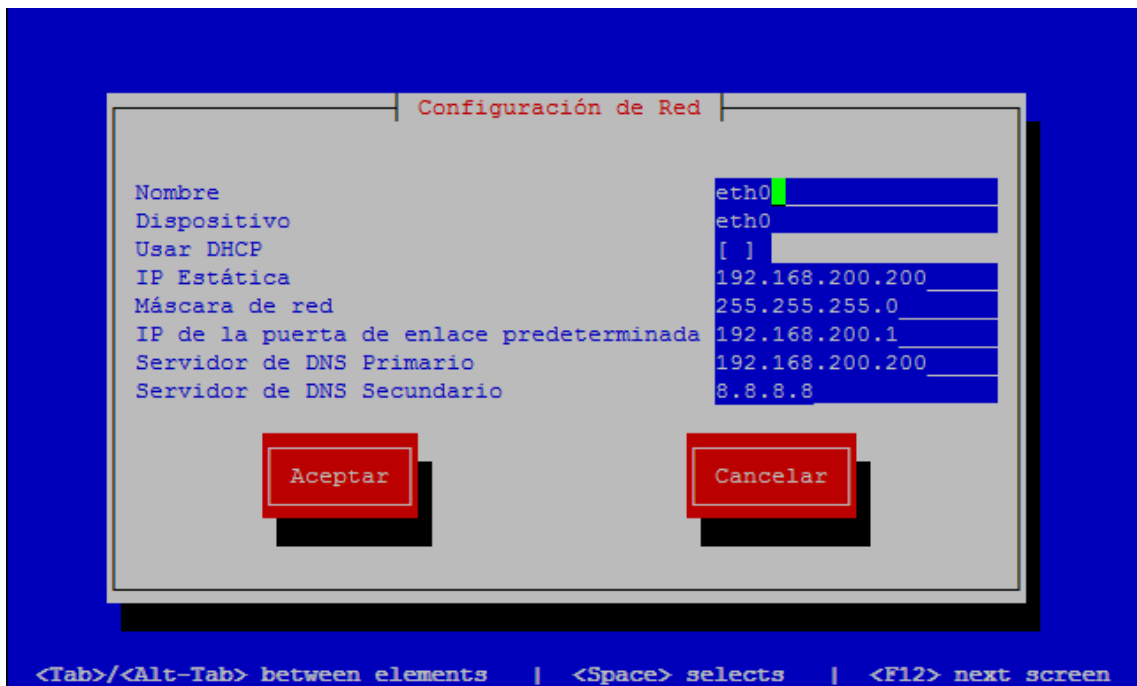 Configuración de Red
Nombre eth0
Dispositivo eth0
Usar DHCP [ ]
IP Estática 192.168.200.200
Máscara de red 255.255.255.0
IP de la puerta de enlace predeterminada 192.168.200.1
Servidor de DNS Primario 192.168.200.200
Servidor de DNS Secundario 8.8.8.8
Aceptar Cancelar
<Tab>/<Alt-Tab> between elements | <Space> selects | <F12> next screen